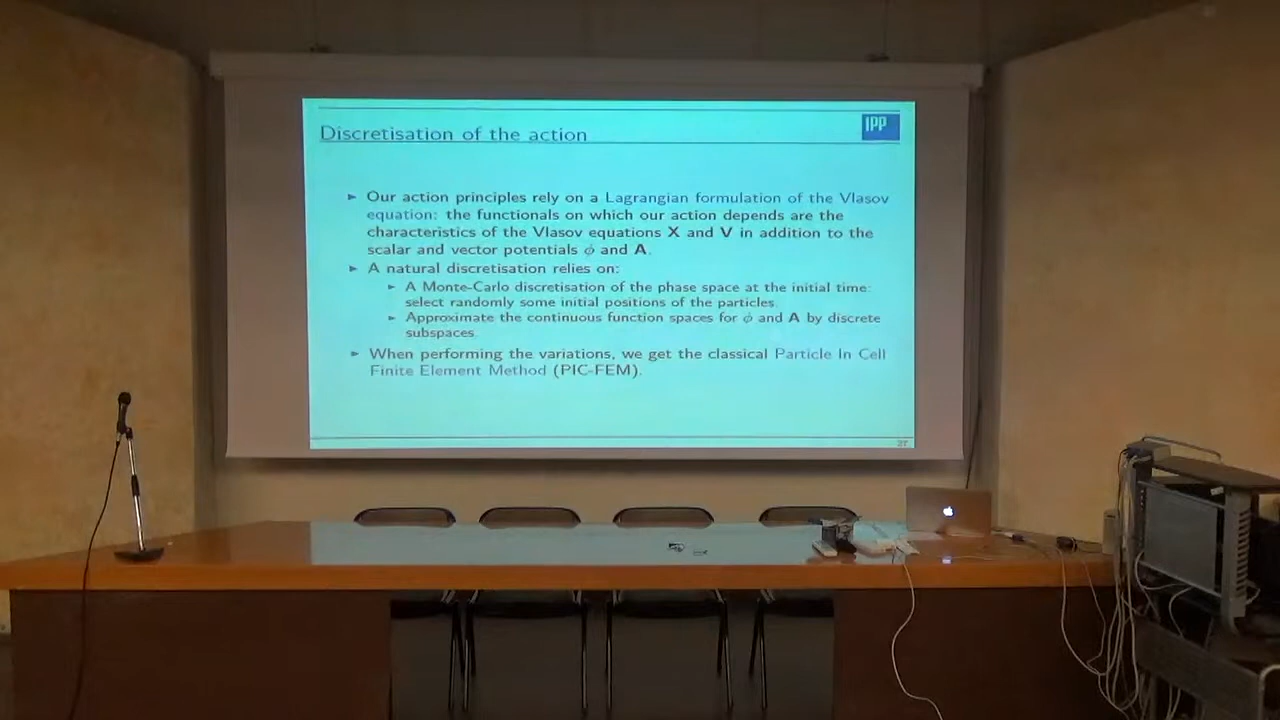 Discretisation of the action
IPP
► Our action principles rely on a Lagrangian formulation of the Vlasov
equation: the functionals on which our action depends are the
characteristics of the Vlasov equations X and V in addition to the
scalar and vector potentials ϕ and A.
► A natural discretisation relies on:
► A Monte-Carlo discretisation of the phase space at the initial time:
select randomly some initial positions of the particles.
► Approximate the continuous function spaces for ϕ and A by discrete
subspaces.
► When performing the variations, we get the classical Particle In Cell
Finite Element Method (PIC-FEM).
27